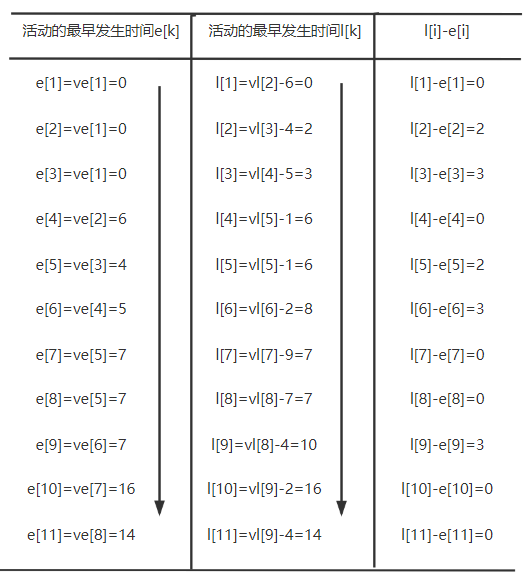 活动的最早发生时间e[k] 活动的最早发生时间l[k] l[i]-e[i]
e[1]=ve[1]=0 l[1]=vl[2]-6=0 l[1]-e[1]=0
e[2]=ve[1]=0 l[2]=vl[3]-4=2 l[2]-e[2]=2
e[3]=ve[1]=0 l[3]=vl[4]-5=3 l[3]-e[3]=3
e[4]=ve[2]=6 l[4]=vl[5]-1=6 l[4]-e[4]=0
e[5]=ve[3]=4 l[5]=vl[5]-1=6 l[5]-e[5]=2
e[6]=ve[4]=5 l[6]=vl[6]-2=8 l[6]-e[6]=3
e[7]=ve[5]=7 l[7]=vl[7]-9=7 l[7]-e[7]=0
e[8]=ve[5]=7 l[8]=vl[8]-7=7 l[8]-e[8]=0
e[9]=ve[6]=7 l[9]=vl[8]-4=10 l[9]-e[9]=3
e[10]=ve[7]=16 l[10]=vl[9]-2=16 l[10]-e[10]=0
e[11]=ve[8]=14 l[11]=vl[9]-4=14 l[11]-e[11]=0